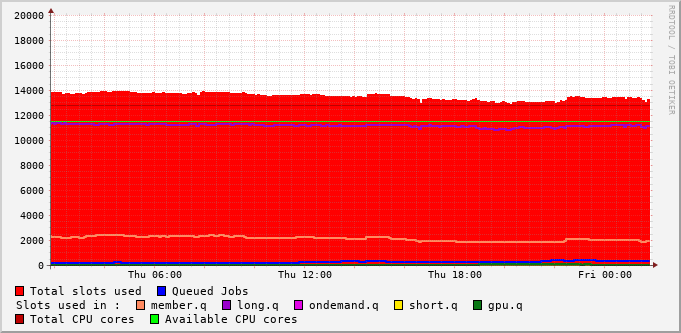 20000
18000
16000
14000
12000
10000
8000
6000
4000
2000
0
Thu 06:00 Thu 12:00 Thu 18:00 Fri 00:00
RRDTOOL / TOBI OETIKER
Total slots used Queued Jobs
Slots used in : member.q long.q ondemand.q short.q gpu.q
Total CPU cores Available CPU cores